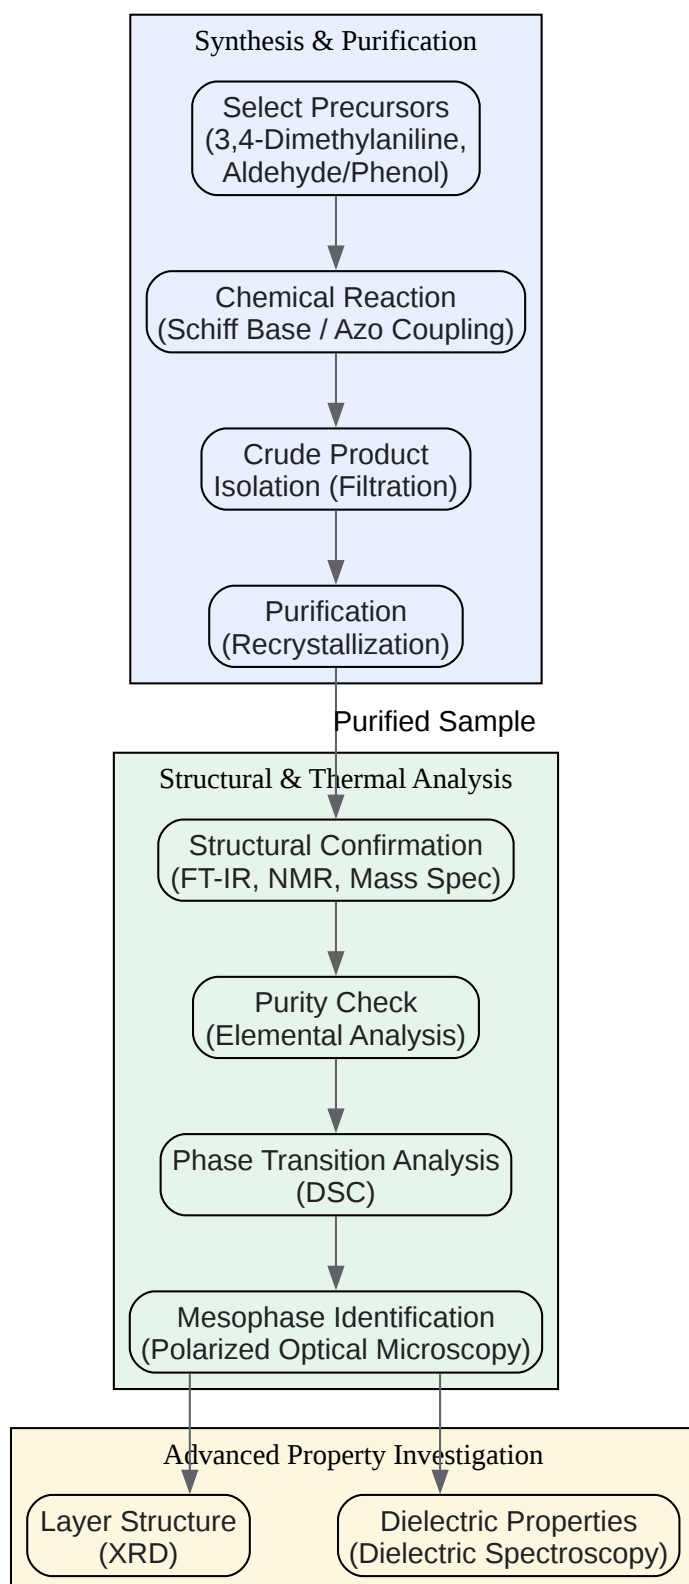 Synthesis & Purification
Select Precursors
(3,4-Dimethylaniline,
Aldehyde/Phenol)
Chemical Reaction
(Schiff Base / Azo Coupling)
Crude Product
Isolation (Filtration)
Purification
(Recrystallization)
Purified Sample
Structural & Thermal Analysis
Structural Confirmation
(FT-IR, NMR, Mass Spec)
Purity Check
(Elemental Analysis)
Phase Transition Analysis
(DSC)
Mesophase Identification
(Polarized Optical Microscopy)
Advanced Property Investigation
Layer Structure
(XRD)
Dielectric Properties
(Dielectric Spectroscopy)